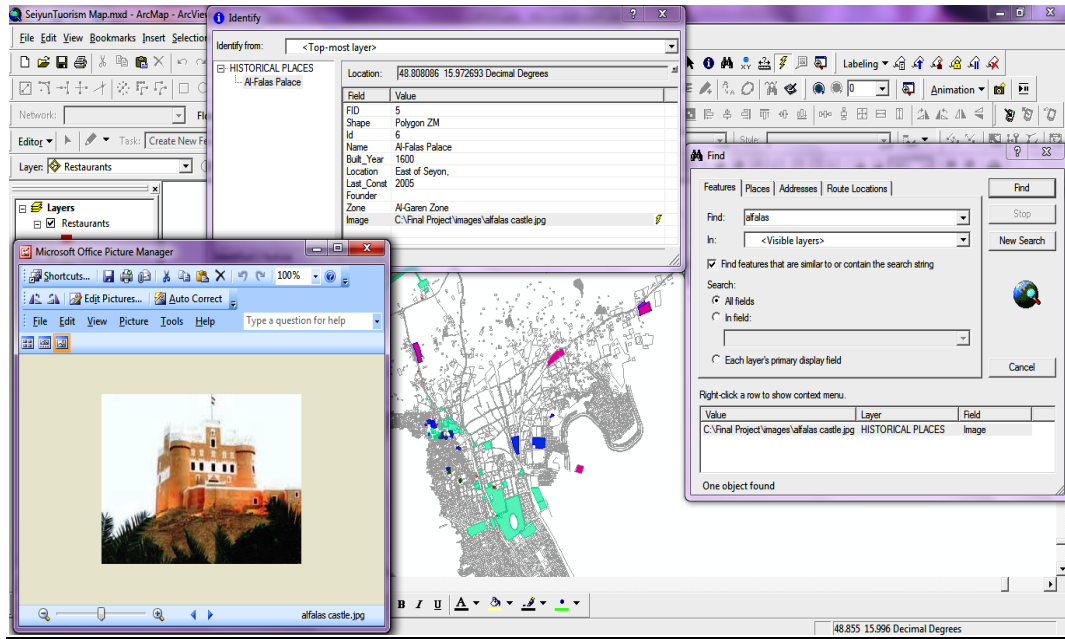 SeiyunTuorism Map.mxd - ArcMap - ArcView
File Edit View Bookmarks Insert Selection
Labeling
0
Animation
Network:
Editor Task: Create New Fe
Style:
Layer: Restaurants
Layers
Restaurants
Identify
Identify from: <Top-most layer>
HISTORICAL PLACES
Al-Falas Palace
Location: 48.808086 15.972693 Decimal Degrees
Field Value
FID 5
Shape Polygon ZM
Id 6
Name Al-Falas Palace
Built_Year 1600
Location East of Seyon,
Last_Const 2005
Founder
Zone Al-Garen Zone
Image C:\Final Project\images\alfalas castle.jpg
Find
Features Places Addresses Route Locations
Find
Find: alfalas
Stop
In: <Visible layers>
New Search
Find features that are similar to or contain the search string
Search:
All fields
In field:
Each layer's primary display field
Cancel
Right-click a row to show context menu.
Value Layer Field
C:\Final Project\images\alfalas castle.jpg HISTORICAL PLACES Image
One object found
Microsoft Office Picture Manager
Shortcuts... 100%
Edit Pictures... Auto Correct
File Edit View Picture Tools Help Type a question for help
alfalas castle.jpg
B I U A
48.855 15.996 Decimal Degrees